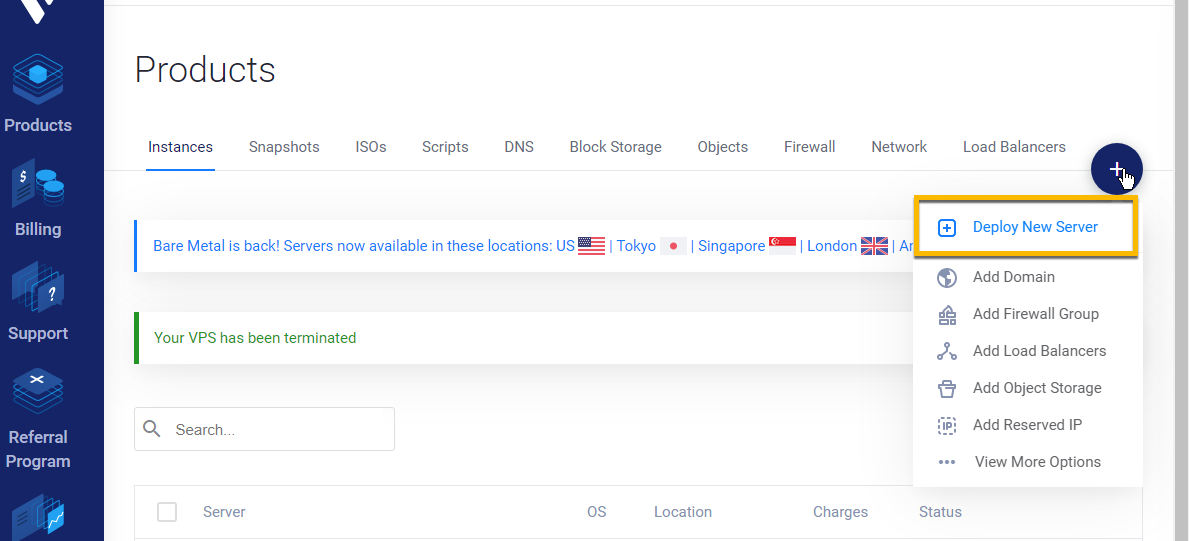 Products
Billing
Support
Referral
Program
Products
Instances Snapshots ISOs Scripts DNS Block Storage Objects Firewall Network Load Balancers
Bare Metal is back! Servers now available in these locations: US | Tokyo | Singapore | London |
Your VPS has been terminated
Search...
Server OS Location Charges Status
Deploy New Server
Add Domain
Add Firewall Group
Add Load Balancers
Add Object Storage
IP Add Reserved IP
View More Options